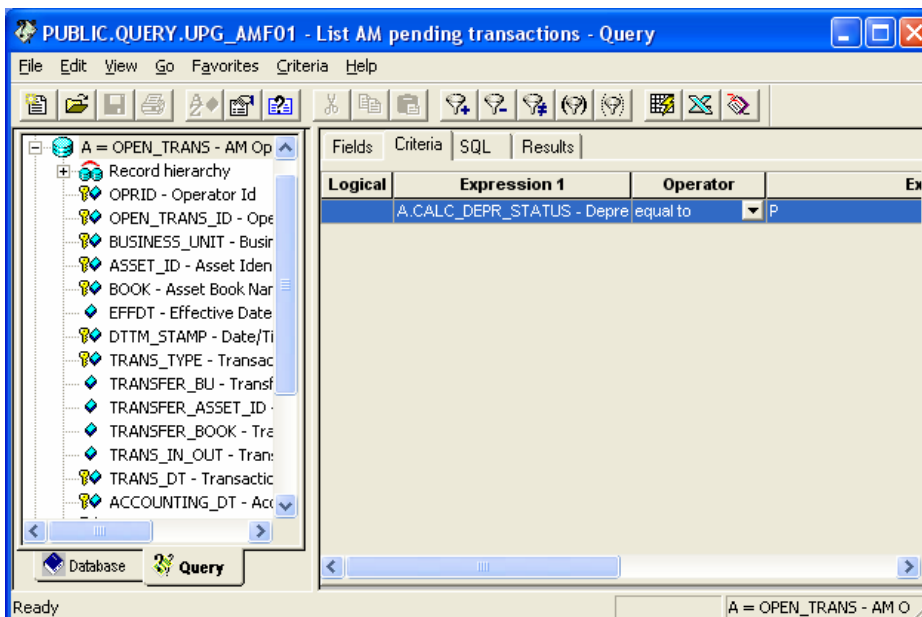 PUBLIC.QUERY.UPG_AMF01 - List AM pending transactions - Query
File Edit View Go Favorites Criteria Help
A = OPEN_TRANS - AM Op
Record hierarchy
OPRID - Operator Id
OPEN_TRANS_ID - Ope
BUSINESS_UNIT - Busin
ASSET_ID - Asset Iden
BOOK - Asset Book Nar
EFFDT - Effective Date
DTTM_STAMP - Date/Ti
TRANS_TYPE - Transac
TRANSFER_BU - Transf
TRANSFER_ASSET_ID -
TRANSFER_BOOK - Tra
TRANS_IN_OUT - Trans
TRANS_DT - Transactic
ACCOUNTING_DT - Acc
Database Query
Fields Criteria SQL Results
Logical Expression 1 Operator Ex
A.CALC_DEPR_STATUS - Depre equal to P
Ready A = OPEN_TRANS - AM O